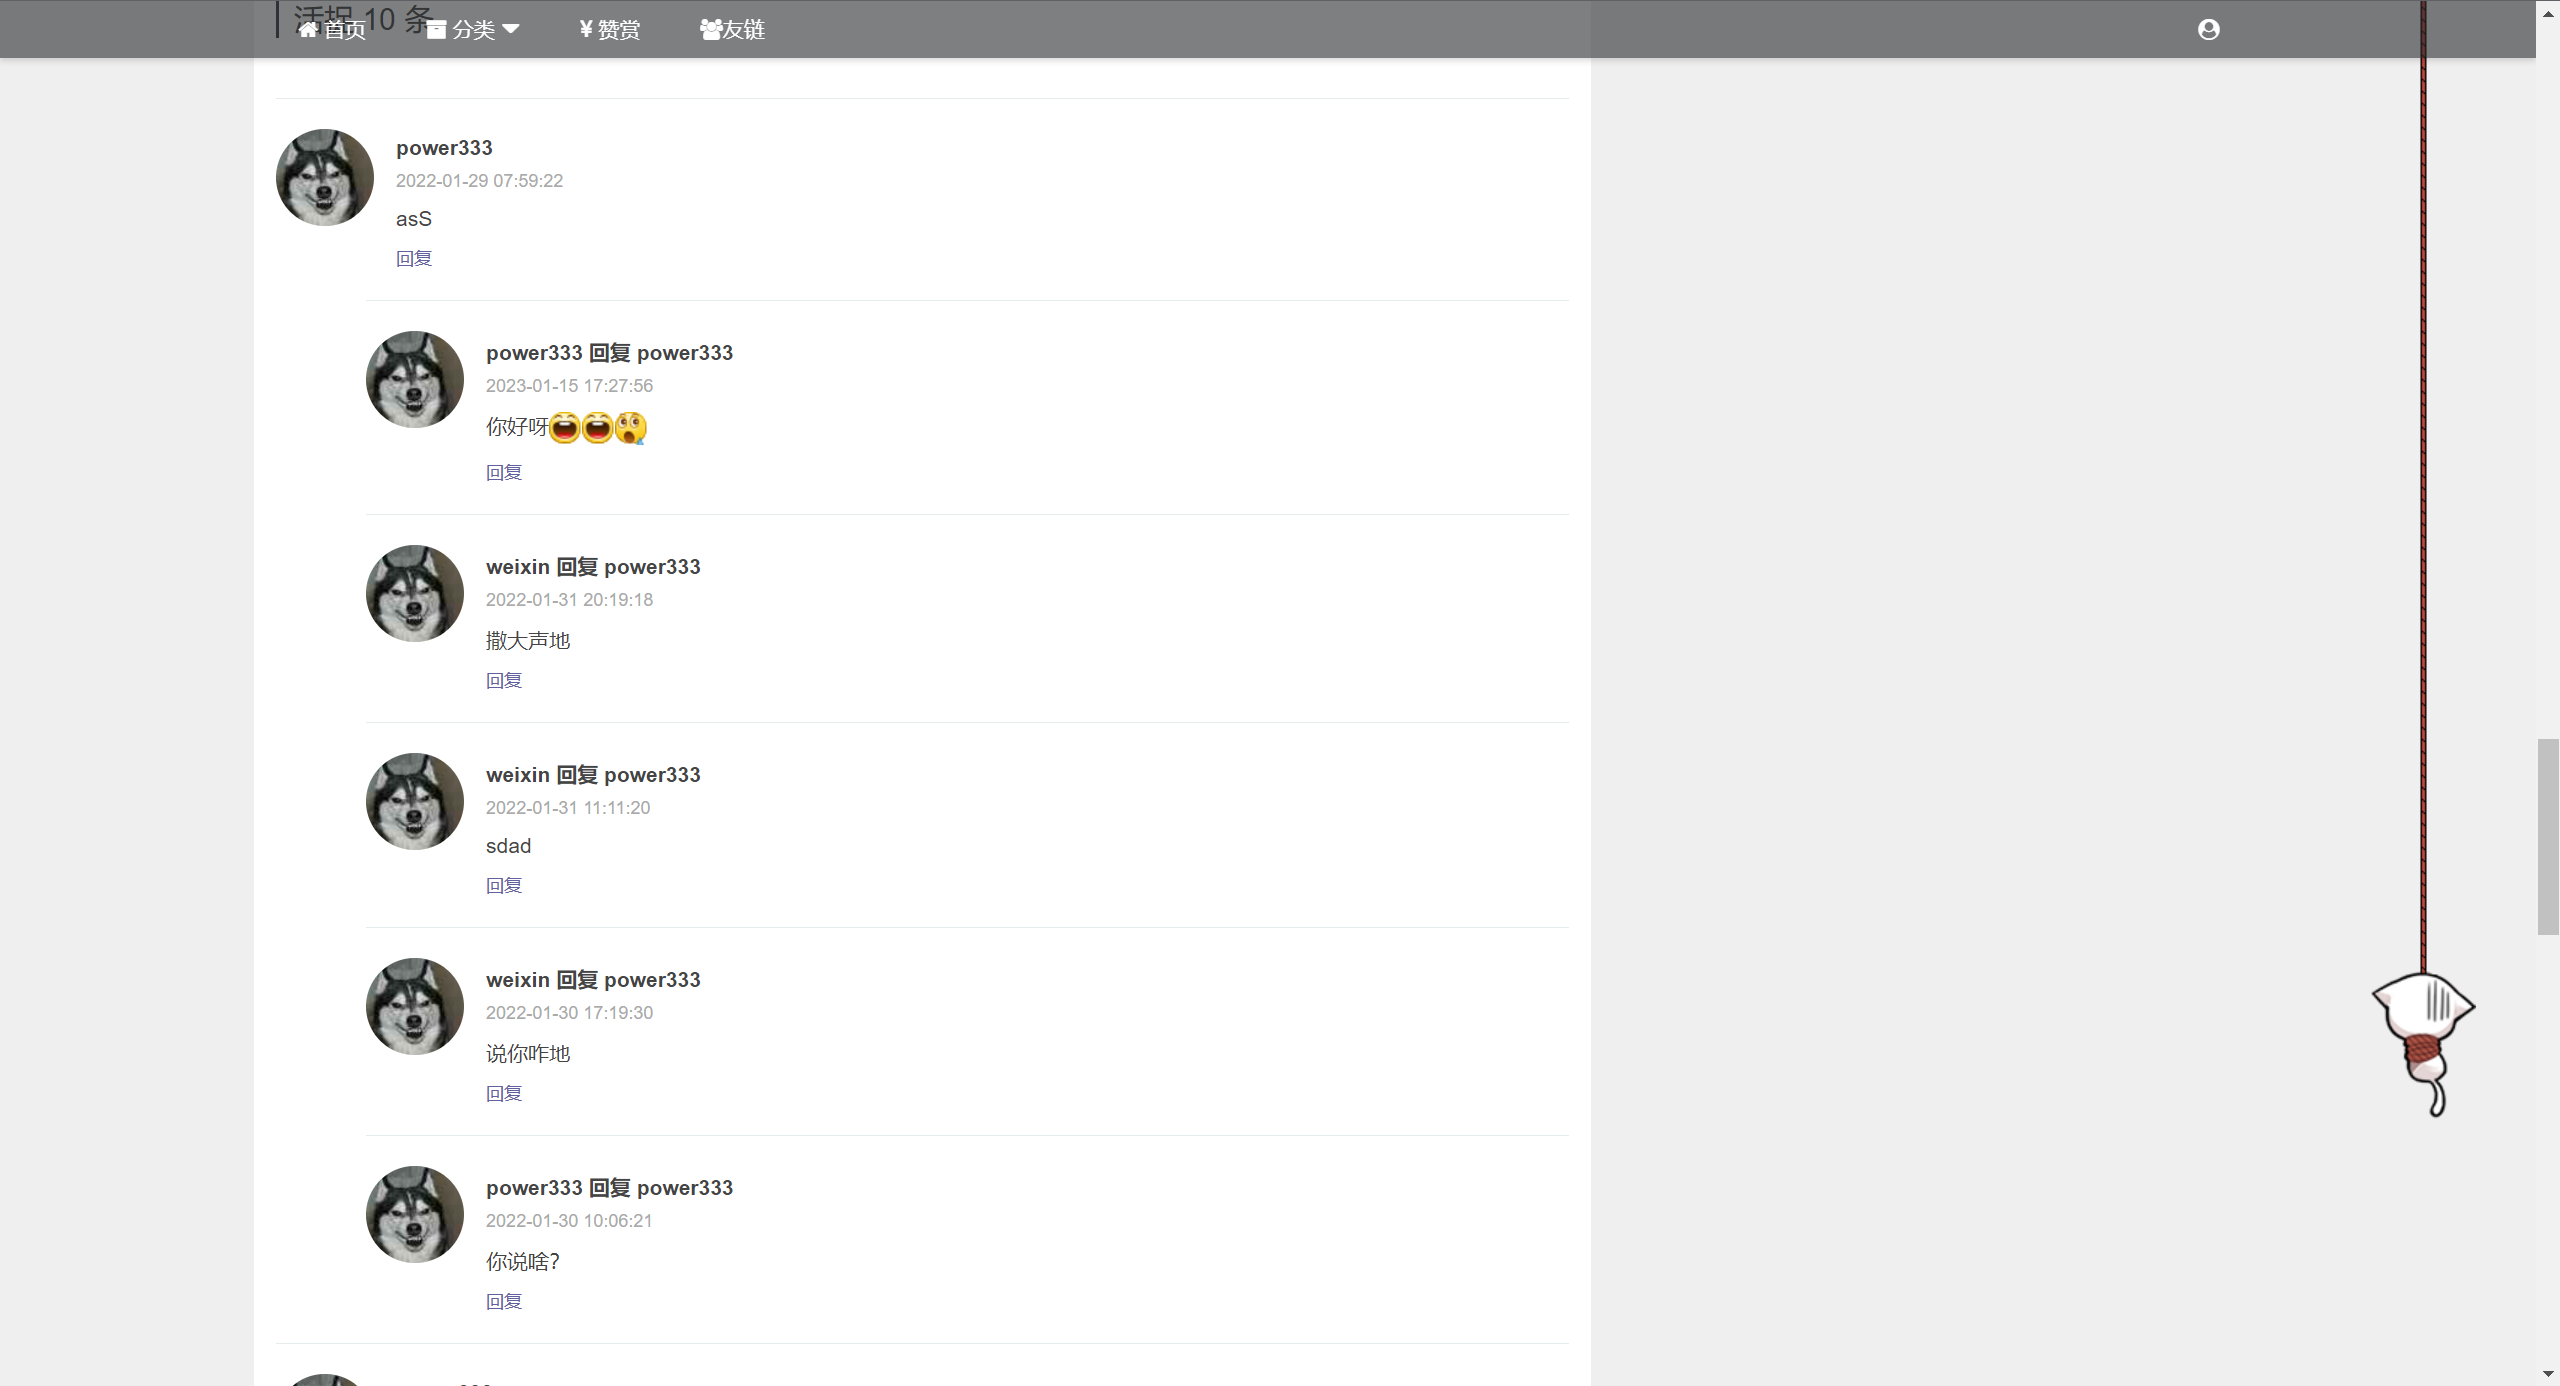 活捉 10 条
首页 分类 ¥ 赞赏 友链
power333
2022-01-29 07:59:22
asS
回复
power333 回复 power333
2023-01-15 17:27:56
你好呀
回复
weixin 回复 power333
2022-01-31 20:19:18
撒大声地
回复
weixin 回复 power333
2022-01-31 11:11:20
sdad
回复
weixin 回复 power333
2022-01-30 17:19:30
说你咋地
回复
power333 回复 power333
2022-01-30 10:06:21
你说啥?
回复